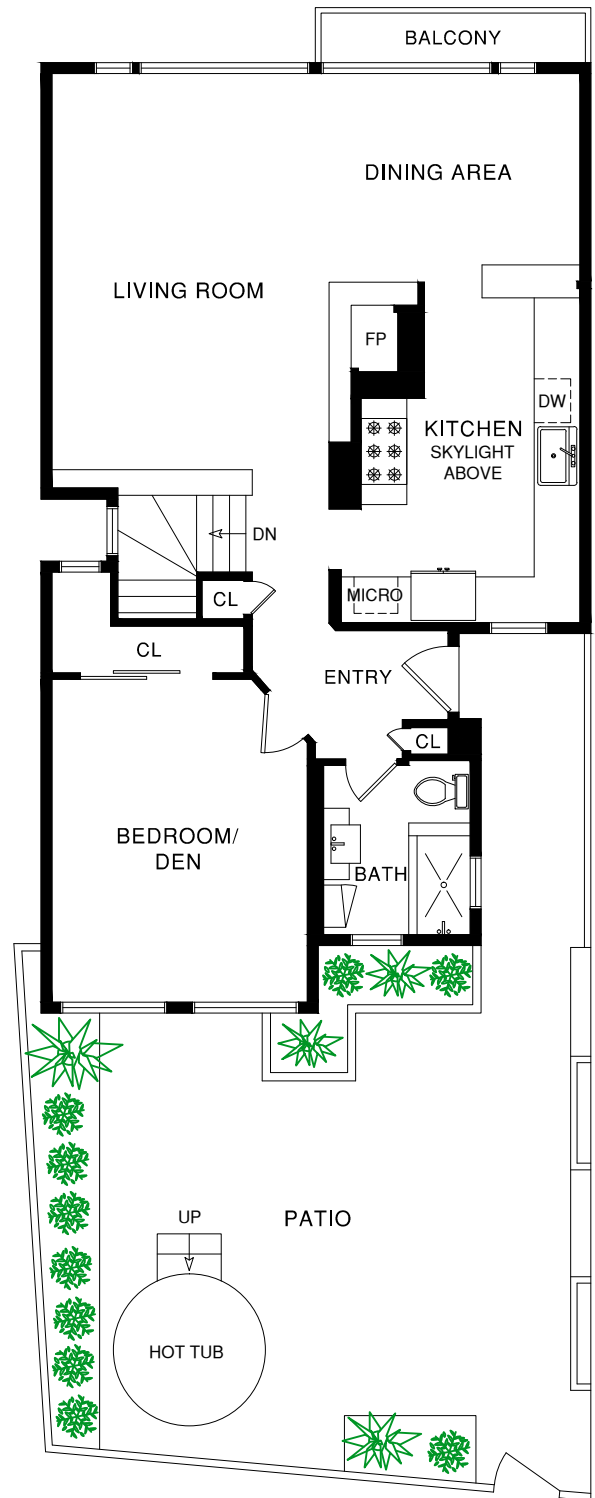 BALCONY
DINING AREA
LIVING ROOM
FP
DW
KITCHEN
SKYLIGHT
ABOVE
DN
MICRO
CL
CL
ENTRY
CL
BEDROOM/
DEN
BATH
UP
PATIO
HOT TUB